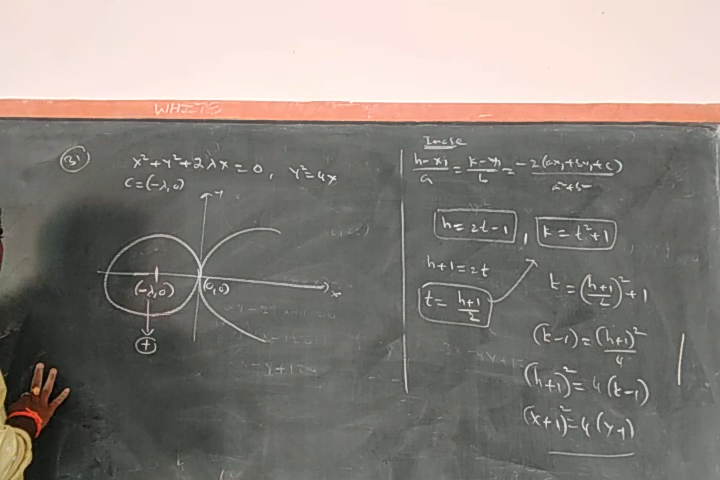 WHITE
31
x²+y²+2λx=0, y²=4x
C=(-λ,0)
y
(-λ,0)
(0,0)
x
+
Image
h-x₁/a = k-y₁/b = -2(ax₁+by₁+c)/a²+b²
h=2t-1, k=t²+1
h+1=2t
t=h+1/2
k=(h+1/2)²+1
(k-1)=(h+1)²/4
(h+1)²=4(k-1)
(x+1)²=4(y-1)